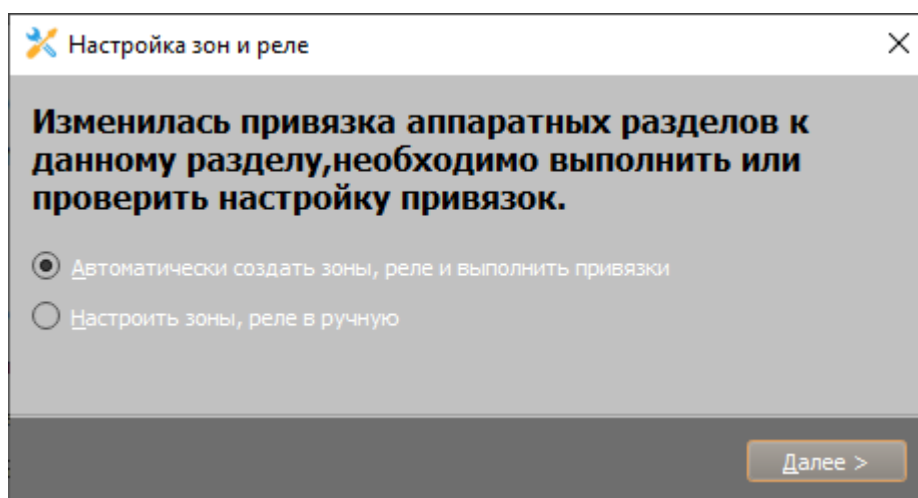 Настройка зон и реле
Изменилась привязка аппаратных разделов к
данному разделу,необходимо выполнить или
проверить настройку привязок.
Автоматически создать зоны, реле и выполнить привязки
Настроить зоны, реле в ручную
Далее >